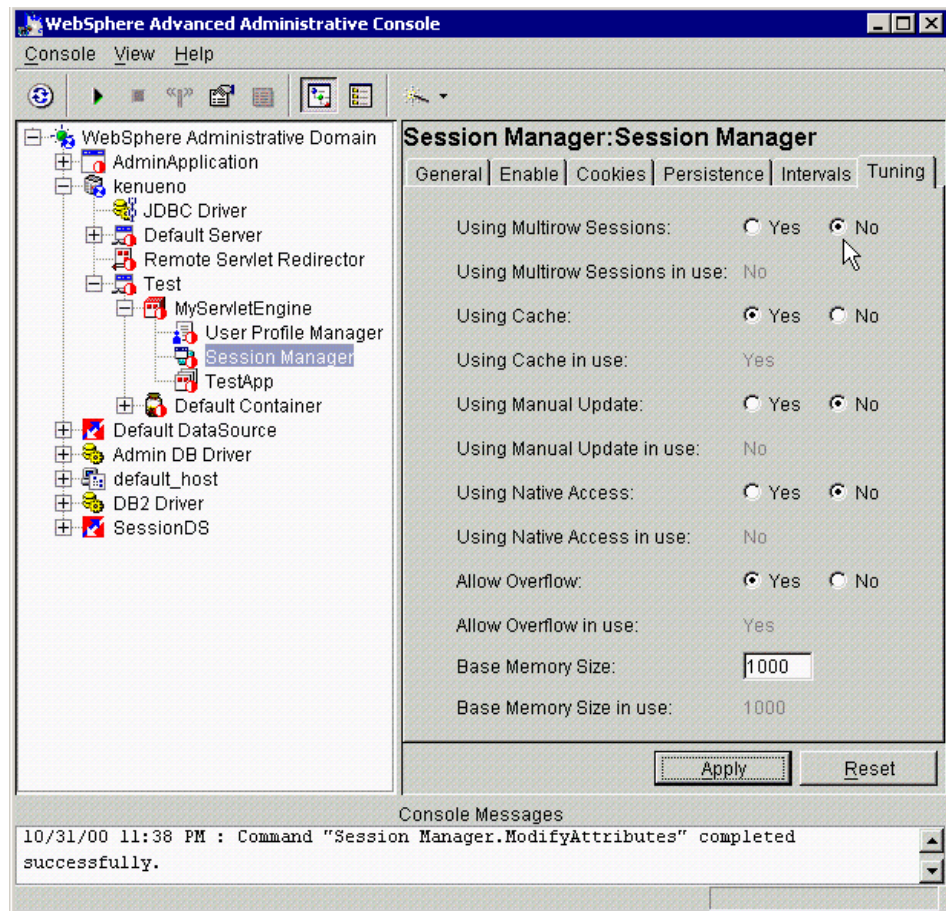 WebSphere Advanced Administrative Console
Console View Help
WebSphere Administrative Domain
AdminApplication
kenueno
JDBC Driver
Default Server
Remote Servlet Redirector
Test
MyServletEngine
User Profile Manager
Session Manager
TestApp
Default Container
Default DataSource
Admin DB Driver
default_host
DB2 Driver
SessionDS
Session Manager:Session Manager
General Enable Cookies Persistence Intervals Tuning
Using Multirow Sessions: Yes No
Using Multirow Sessions in use: No
Using Cache: Yes No
Using Cache in use: Yes
Using Manual Update: Yes No
Using Manual Update in use: No
Using Native Access: Yes No
Using Native Access in use: No
Allow Overflow: Yes No
Allow Overflow in use: Yes
Base Memory Size: 1000
Base Memory Size in use: 1000
Apply Reset
Console Messages
10/31/00 11:38 PM : Command "Session Manager.ModifyAttributes" completed
successfully.